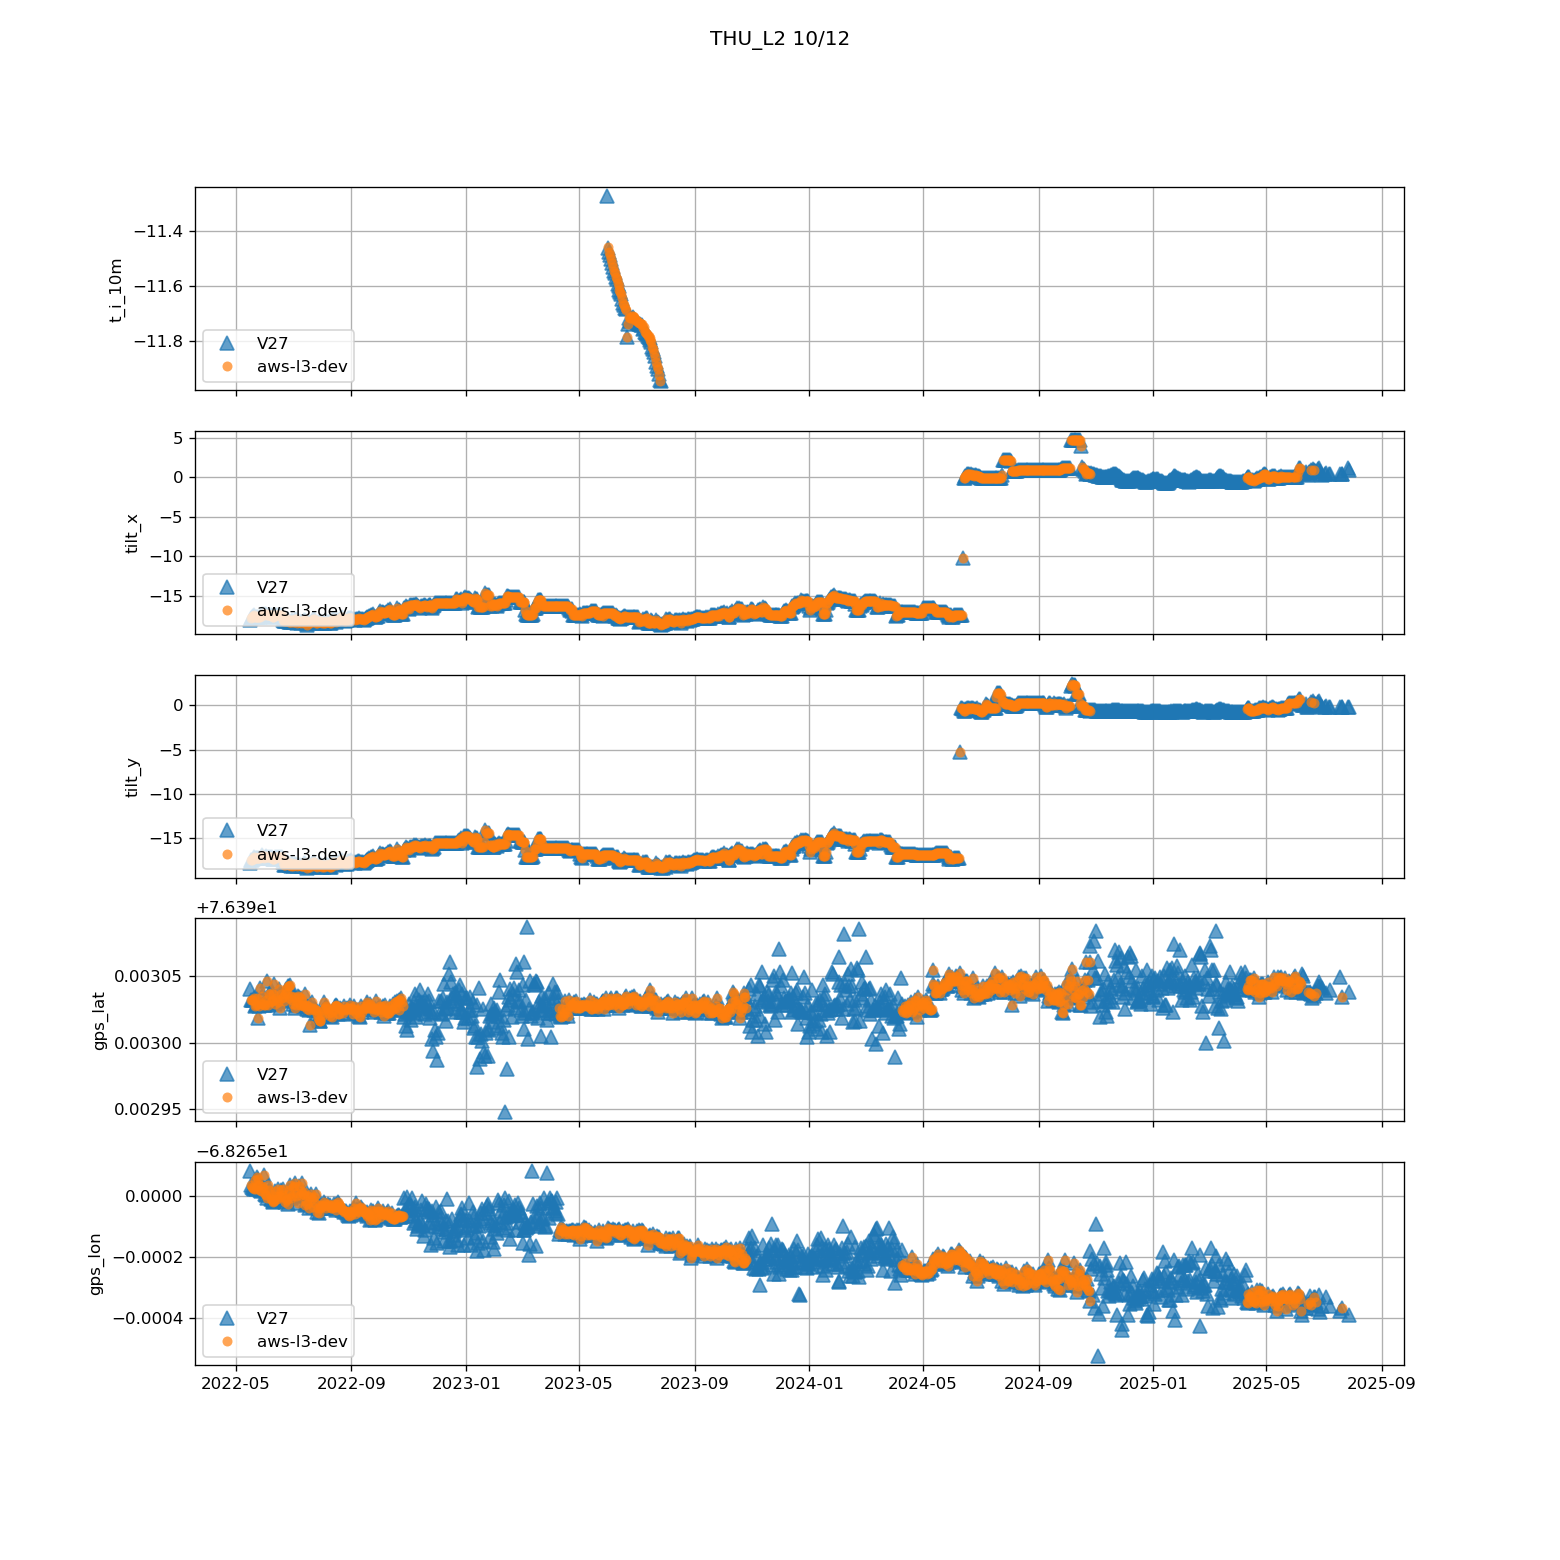 THU_L2 10/12
−11.4
−11.6
−11.8
t_i_10m
V27
aws-l3-dev
5
0
−5
−10
−15
tilt_x
V27
aws-l3-dev
0
−5
−10
−15
tilt_y
V27
aws-l3-dev
+7.639e1
0.00305
0.00300
0.00295
gps_lat
V27
aws-l3-dev
−6.8265e1
0.0000
−0.0002
−0.0004
gps_lon
V27
aws-l3-dev
2022-05 2022-09 2023-01 2023-05 2023-09 2024-01 2024-05 2024-09 2025-01 2025-05 2025-09